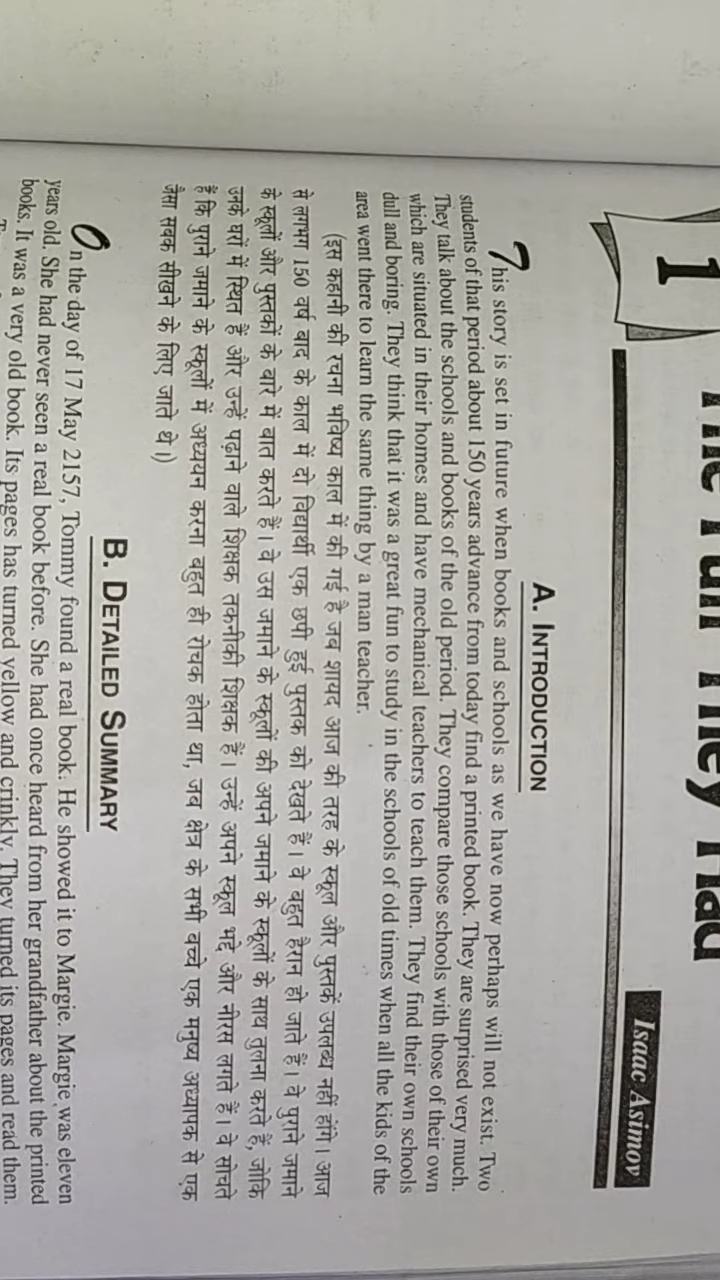 1
The Fun They Had
Isaac Asimov
A. INTRODUCTION
This story is set in future when books and schools as we have now perhaps will not exist. Two
students of that period about 150 years advance from today find a printed book. They are surprised very much.
They talk about the schools and books of the old period. They compare those schools with those of their own
which are situated in their homes and have mechanical teachers to teach them. They find their own schools
dull and boring. They think that it was a great fun to study in the schools of old times when all the kids of the
area went there to learn the same thing by a man teacher.
(इस कहानी की रचना भविष्य काल में की गई है जब शायद आज की तरह के स्कूल और पुस्तकें उपलब्ध नहीं होंगे। आज
से लगभग 150 वर्ष बाद के काल में दो विद्यार्थी एक छपी हुई पुस्तक को देखते हैं। वे बहुत हैरान हो जाते हैं। वे पुराने जमाने
के स्कूलों और पुस्तकों के बारे में बात करते हैं। वे उस जमाने के स्कूलों की अपने जमाने के स्कूलों के साथ तुलना करते हैं, जोकि
उनके घरों में स्थित हैं और उन्हें पढ़ाने वाले शिक्षक तकनीकी शिक्षक हैं। उन्हें अपने स्कूल भद्दे और नीरस लगते हैं। वे सोचते
हैं कि पुराने जमाने के स्कूलों में अध्ययन करना बहुत ही रोचक होता था, जब क्षेत्र के सभी बच्चे एक मनुष्य अध्यापक से एक
जैसा सबक सीखने के लिए जाते थे।)
B. DETAILED SUMMARY
On the day of 17 May 2157, Tommy found a real book. He showed it to Margie. Margie was eleven
years old. She had never seen a real book before. She had once heard from her grandfather about the printed
books. It was a very old book. Its pages has turned yellow and crinkly. They turned its pages and read them.